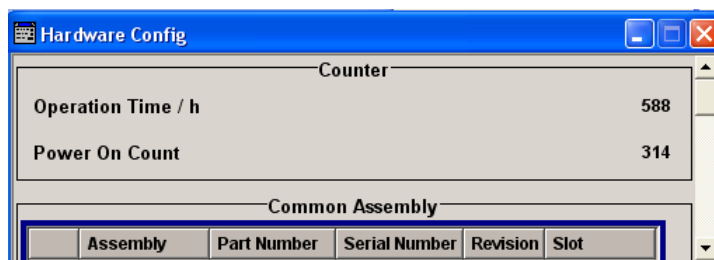 Hardware Config
Counter
Operation Time / h 588
Power On Count 314
Common Assembly
Assembly Part Number Serial Number Revision Slot